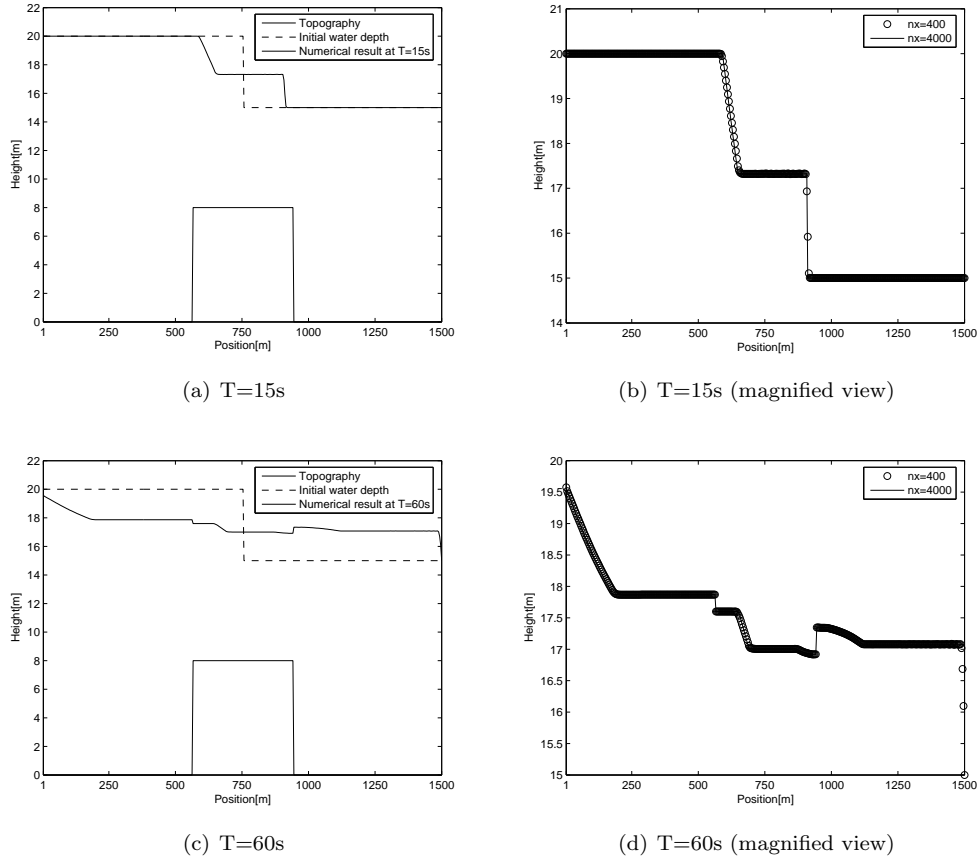 22
20
18
16
14
12
10
8
6
4
2
0
Height[m]
1 250 500 750 1000 1250 1500
Position[m]
Topography
Initial water depth
Numerical result at T=15s
(a) T=15s
21
20
19
18
17
16
15
14
Height[m]
1 250 500 750 1000 1250 1500
Position[m]
nx=400
nx=4000
(b) T=15s (magnified view)
22
20
18
16
14
12
10
8
6
4
2
0
Height[m]
1 250 500 750 1000 1250 1500
Position[m]
Topography
Initial water depth
Numerical result at T=60s
(c) T=60s
20
19.5
19
18.5
18
17.5
17
16.5
16
15.5
15
Height[m]
1 250 500 750 1000 1250 1500
Position[m]
nx=400
nx=4000
(d) T=60s (magnified view)